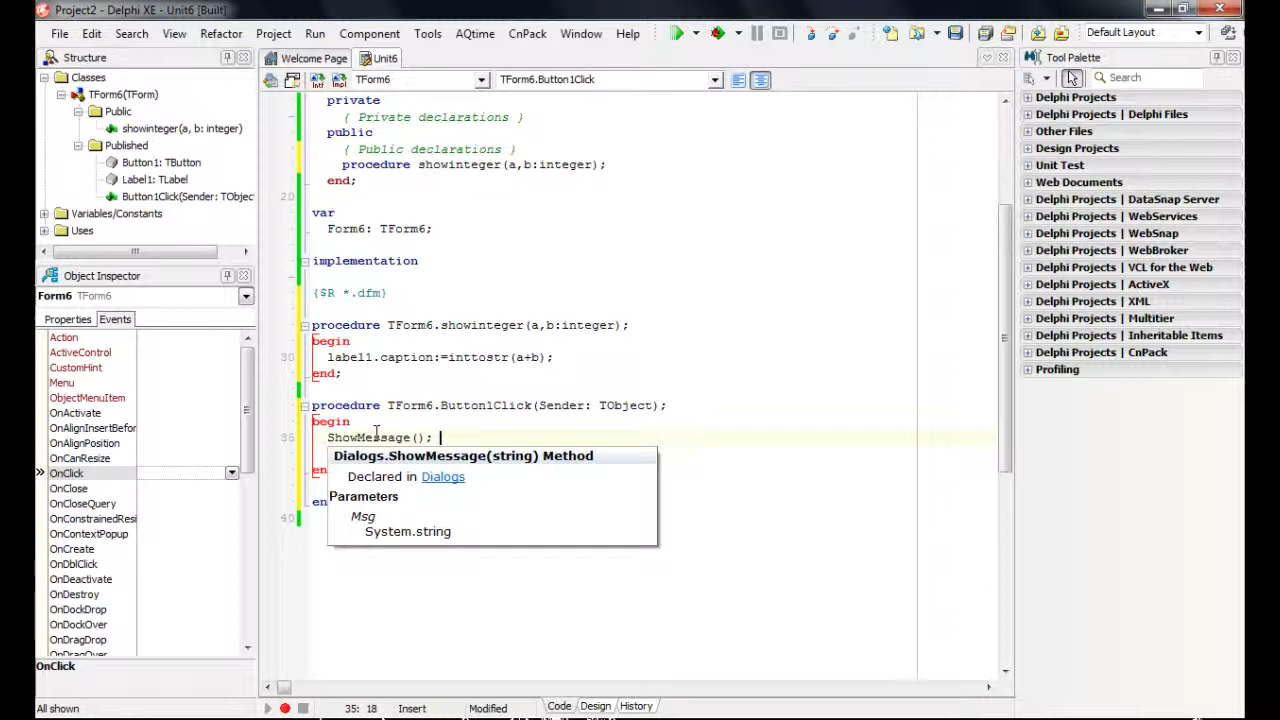 Project2 - Delphi XE - Unit6 [Built]
File Edit Search View Refactor Project Run Component Tools AQtime CnPack Window Help
Default Layout
Structure
Classes
TForm6(TForm)
Public
showinteger(a, b: integer)
Published
Button1: TButton
Label1: TLabel
Button1Click(Sender: TObject
Variables/Constants
Uses
Object Inspector
Form6 TForm6
Properties Events
Action
ActiveControl
CustomHint
Menu
ObjectMenuItem
OnActivate
OnAlignInsertBefor
OnAlignPosition
OnCanResize
OnClick
OnClose
OnCloseQuery
OnConstrainedResi
OnContextPopup
OnCreate
OnDblClick
OnDeactivate
OnDestroy
OnDockDrop
OnDockOver
OnDragDrop
OnDragOver
OnClick
All shown
Welcome Page Unit6
TForm6 TForm6.Button1Click
private
{ Private declarations }
public
{ Public declarations }
procedure showinteger(a,b:integer);
end;
20
var
Form6: TForm6;
implementation
{$R *.dfm}
procedure TForm6.showinteger(a,b:integer);
begin
30 label1.caption:=inttostr(a+b);
end;
procedure TForm6.Button1Click(Sender: TObject);
begin
35 ShowMessage();
Dialogs.ShowMessage(string) Method
Declared in Dialogs
en
Parameters
en
Msg
40
System.string
35: 18 Insert Modified Code Design History
Tool Palette
Search
Delphi Projects
Delphi Projects | Delphi Files
Other Files
Design Projects
Unit Test
Web Documents
Delphi Projects | DataSnap Server
Delphi Projects | WebServices
Delphi Projects | WebSnap
Delphi Projects | WebBroker
Delphi Projects | VCL for the Web
Delphi Projects | ActiveX
Delphi Projects | XML
Delphi Projects | Multitier
Delphi Projects | Inheritable Items
Delphi Projects | CnPack
Profiling